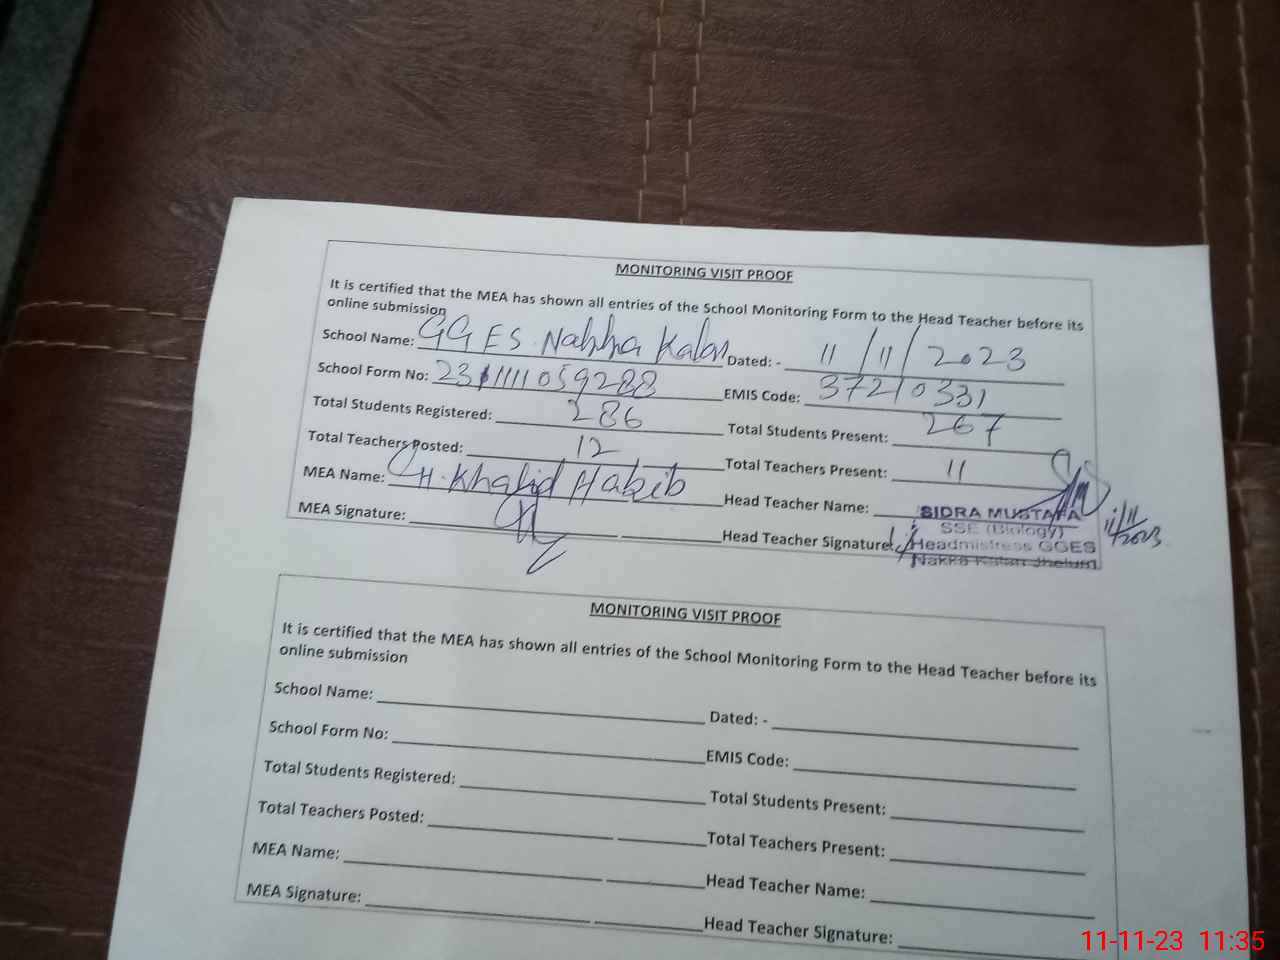 MONITORING VISIT PROOF
It is certified that the MEA has shown all entries of the School Monitoring Form to the Head Teacher before its
online submission
School Name: GGES Nakka Kalan Dated: - 11/11/2023
School Form No: 231111059288 EMIS Code: 37210331
Total Students Registered: 286 Total Students Present: 267
Total Teachers Posted: 12 Total Teachers Present: 11
MEA Name: CH. Khalid Habib Head Teacher Name:
MEA Signature: Head Teacher Signature:
SIDRA MUSTAFA
SSE (Biology)
Headmistress GGES
Nakka Kalan Jhelum
11/11/2023
MONITORING VISIT PROOF
It is certified that the MEA has shown all entries of the School Monitoring Form to the Head Teacher before its
online submission
School Name: Dated: -
School Form No: EMIS Code:
Total Students Registered: Total Students Present:
Total Teachers Posted: Total Teachers Present:
MEA Name: Head Teacher Name:
MEA Signature: Head Teacher Signature:
11-11-23 11:35